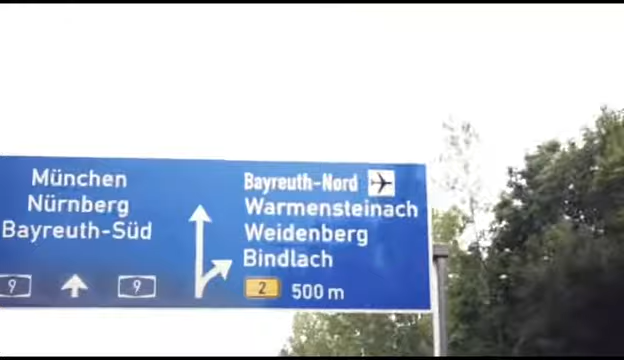 München
Nürnberg
Bayreuth-Süd
9 9
Bayreuth-Nord
Warmensteinach
Weidenberg
Bindlach
2 500 m